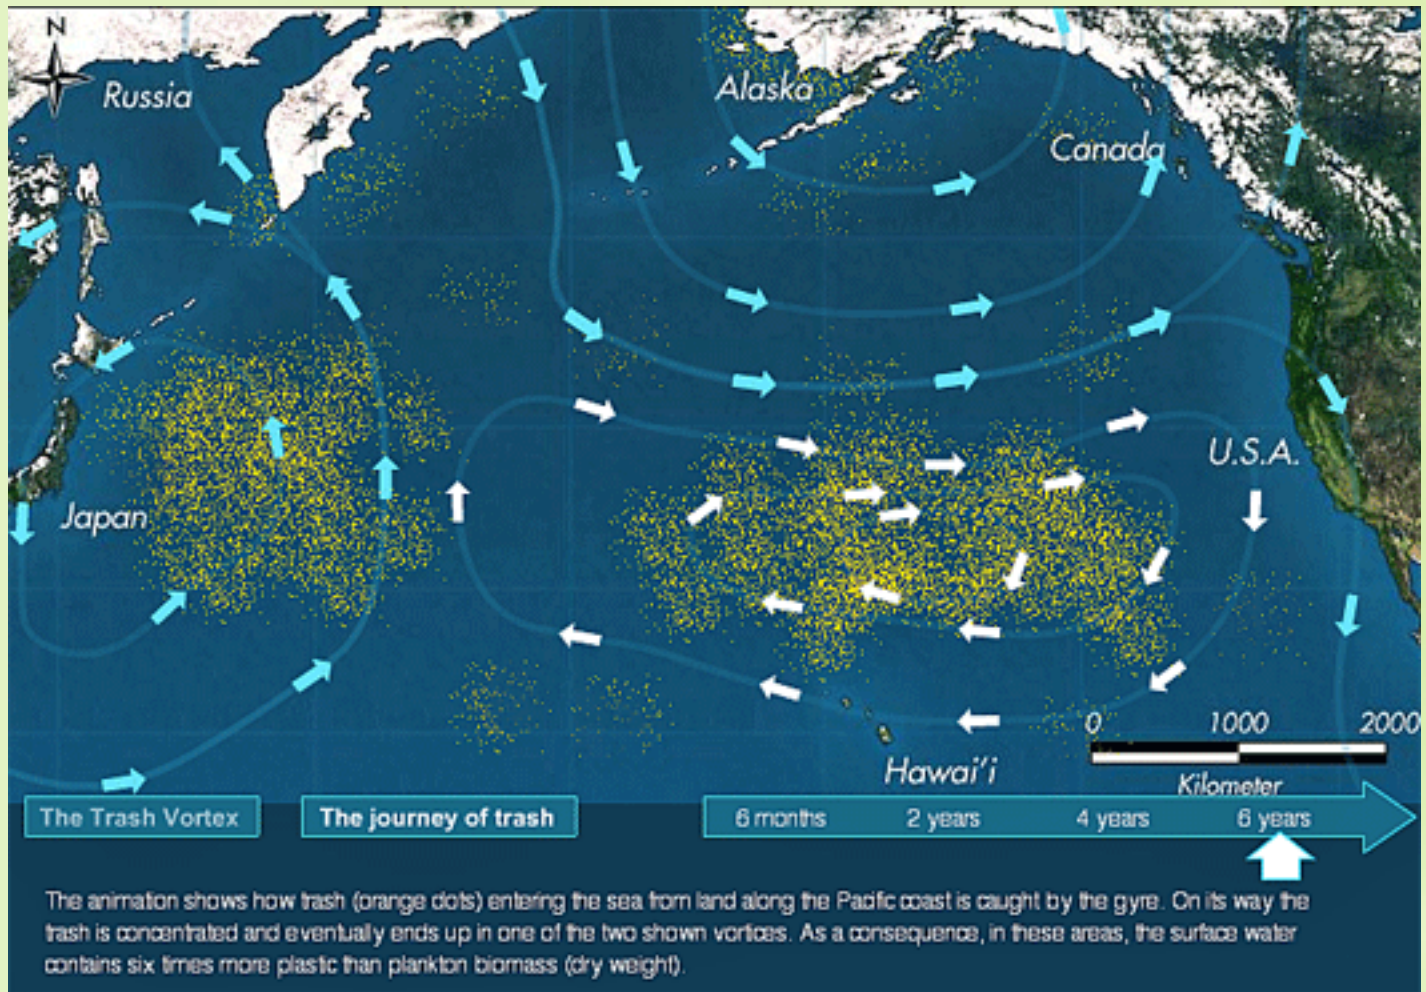 N
Russia
Alaska
Canada
U.S.A.
Japan
0 1000 2000
Hawai'i
Kilometer
The Trash Vortex
The journey of trash
6 months 2 years 4 years 6 years
The animation shows how trash (orange dots) entering the sea from land along the Pacific coast is caught by the gyre. On its way the
trash is concentrated and eventually ends up in one of the two shown vortices. As a consequence, in these areas, the surface water
contains six times more plastic than plankton biomass (dry weight).